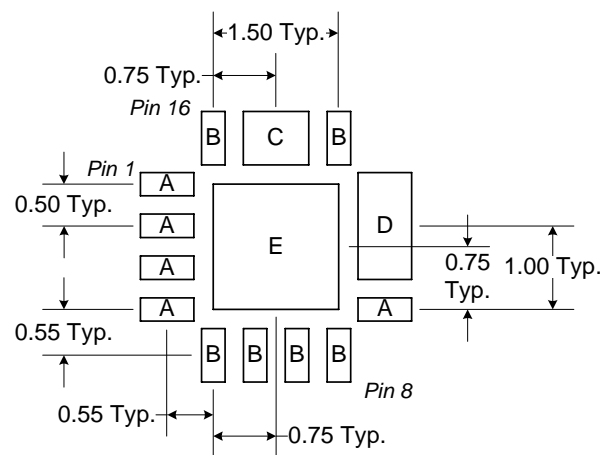 1.50 Typ.
0.75 Typ.
Pin 16
B
C
B
Pin 1
A
0.50 Typ.
A
E
D
A
0.75
Typ.
1.00 Typ.
A
A
0.55 Typ.
B
B
B
B
Pin 8
0.55 Typ.
0.75 Typ.